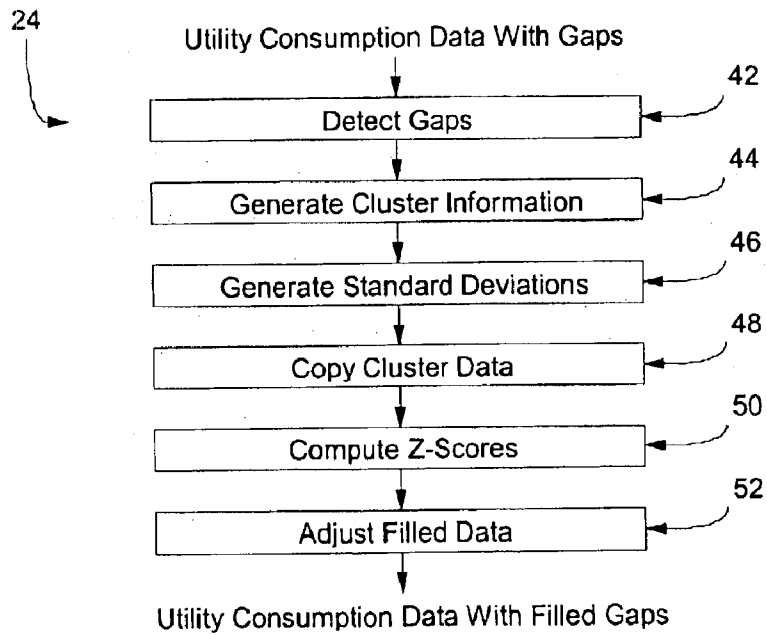 24
Utility Consumption Data With Gaps
42
Detect Gaps
44
Generate Cluster Information
46
Generate Standard Deviations
48
Copy Cluster Data
50
Compute Z-Scores
52
Adjust Filled Data
Utility Consumption Data With Filled Gaps